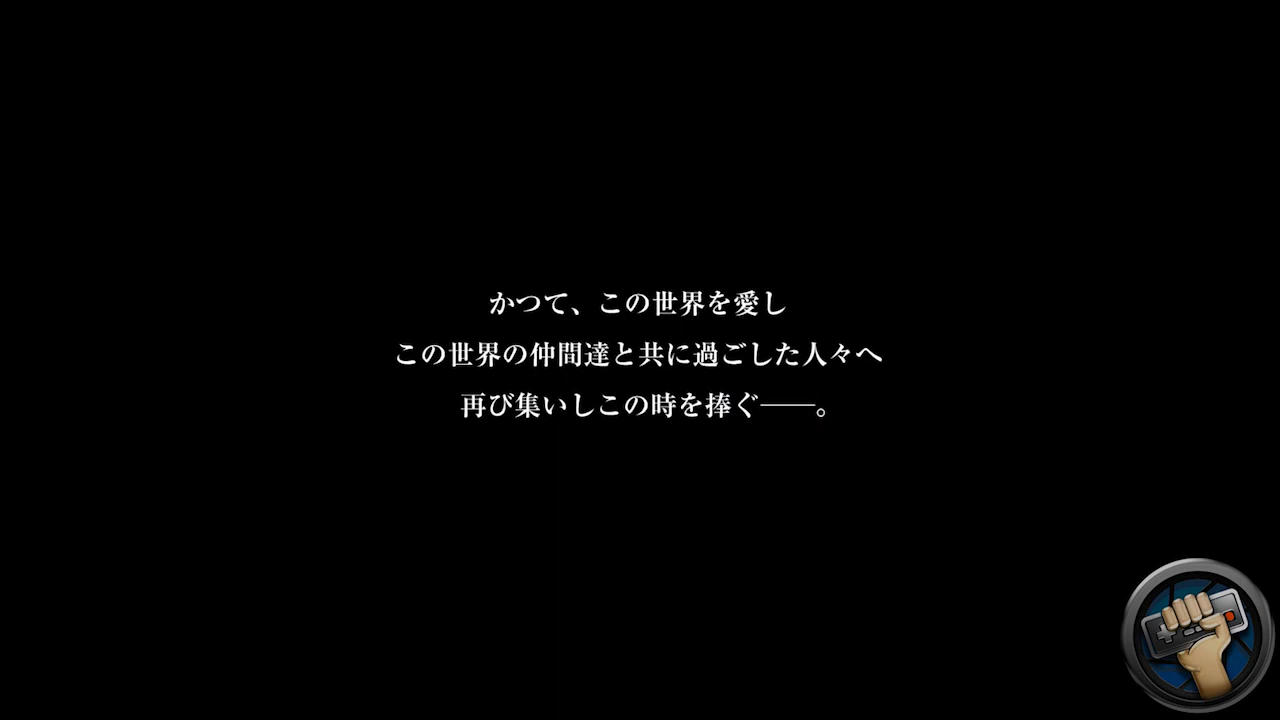 かつて、この世界を愛し
この世界の仲間達と共に過ごした人々へ
再び集いしこの時を捧ぐ――。